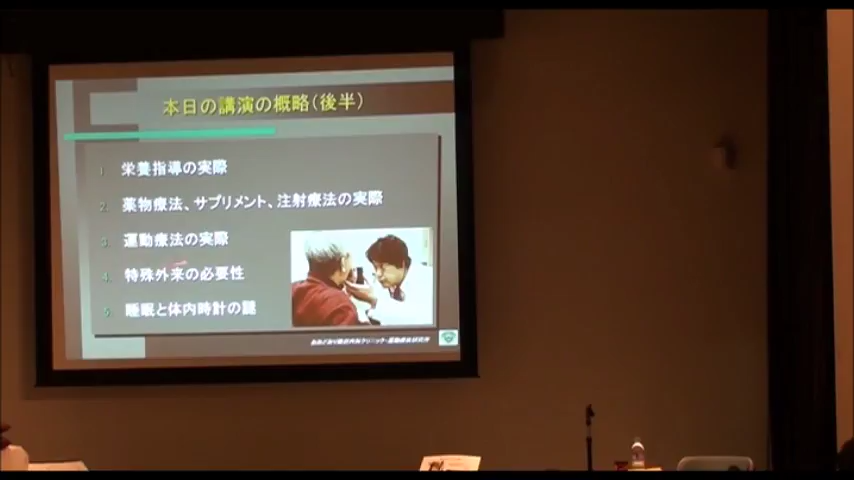 本日の講演の概略(後半)
1. 栄養指導の実際
2. 薬物療法、サプリメント、注射療法の実際
3. 運動療法の実際
4. 特殊外来の必要性
5. 睡眠と体内時計の謎